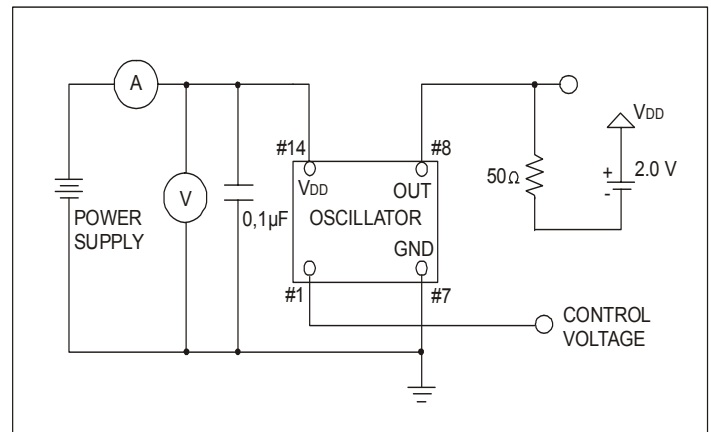 A
VDD
#14
#8
50Ω
+
-
2.0 V
V
VDD
OUT
POWER
SUPPLY
0,1µF
OSCILLATOR
GND
#1
#7
CONTROL
VOLTAGE